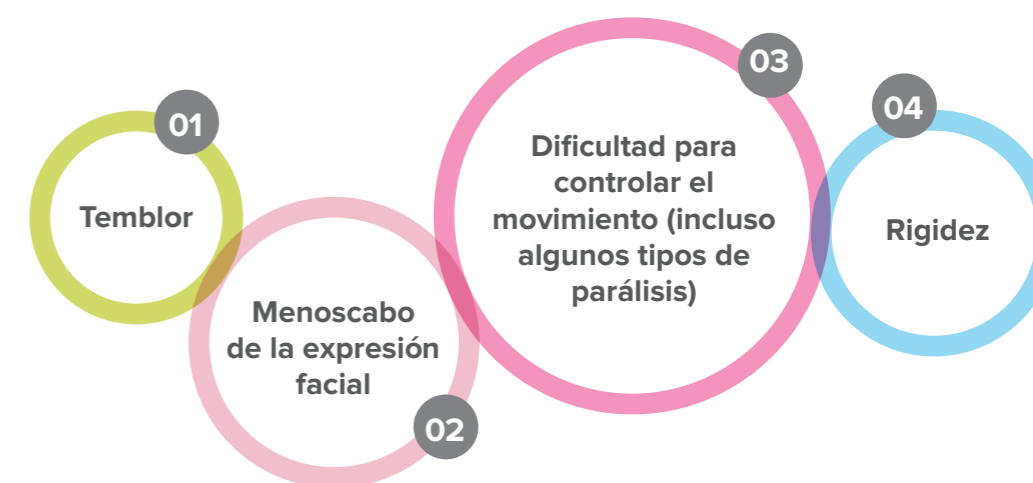 01
Temblor
Menoscabo
de la expresión
facial
02
03
Dificultad para
controlar el
movimiento (incluso
algunos tipos de
parálisis)
04
Rigidez